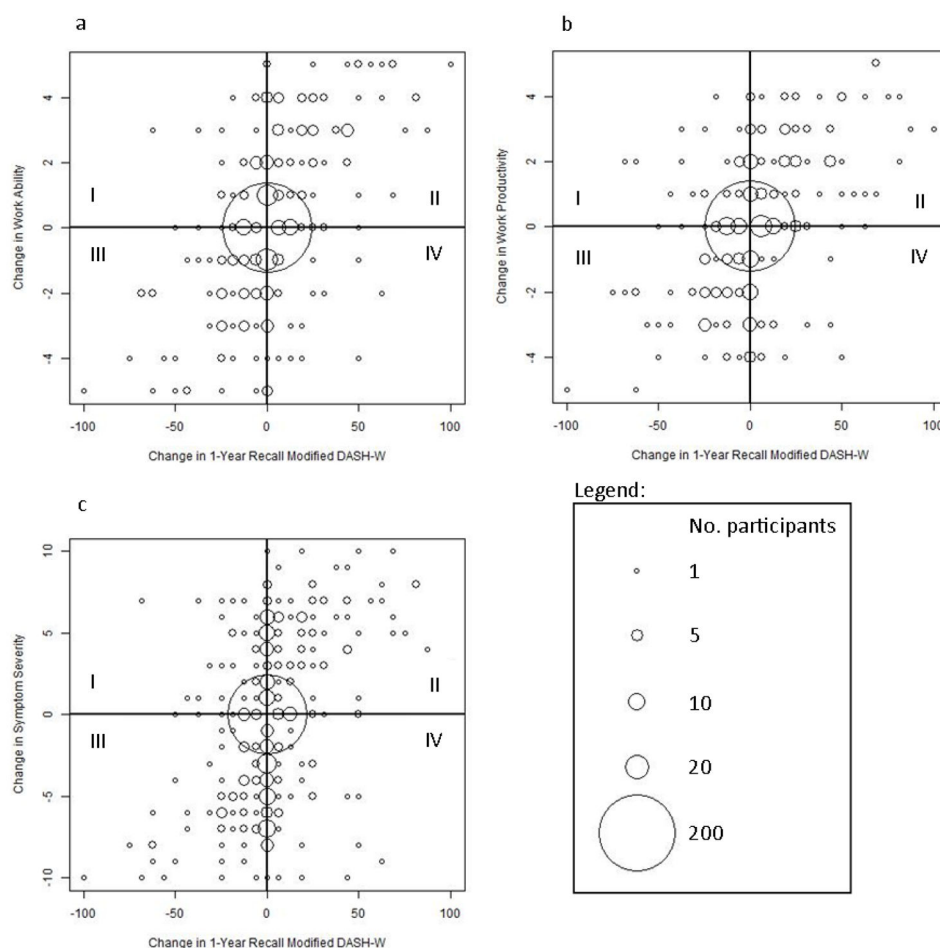 a
4
2
0
-2
-4
Change in Work Ability
I
II
III
IV
-100
-50
0
50
100
Change in 1-Year Recall Modified DASH-W
b
4
2
0
-2
-4
Change in Work Productivity
I
II
III
IV
-100
-50
0
50
100
Change in 1-Year Recall Modified DASH-W
c
10
5
0
-5
-10
Change in Symptom Severity
I
II
III
IV
-100
-50
0
50
100
Change in 1-Year Recall Modified DASH-W
Legend:
No. participants
1
5
10
20
200